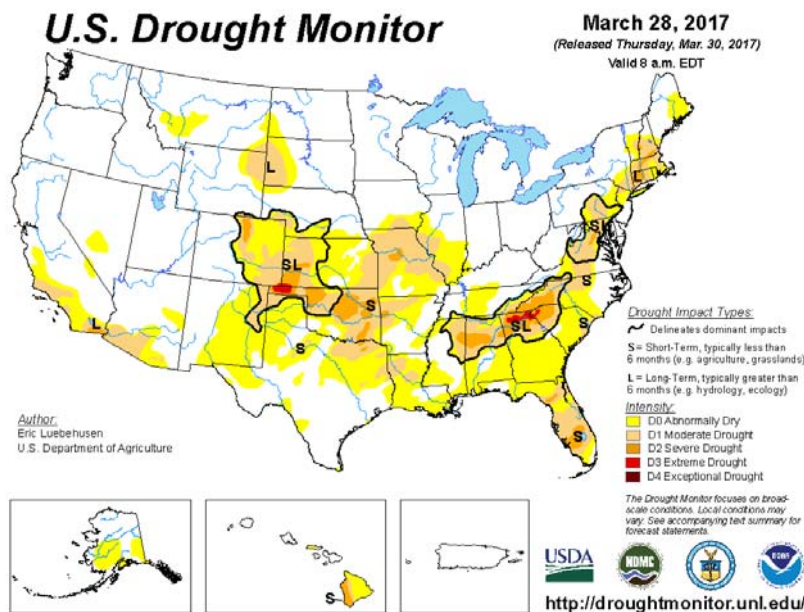 U.S. Drought Monitor
March 28, 2017
(Released Thursday, Mar. 30, 2017)
Valid 8 a.m. EDT
L
L
SL
SL
S
S
S
L
SL
S
S
S
Drought Impact Types:
Delineates dominant impacts
S = Short-Term, typically less than
6 months (e.g. agriculture, grasslands)
L = Long-Term, typically greater than
6 months (e.g. hydrology, ecology)
Intensity:
D0 Abnormally Dry
D1 Moderate Drought
D2 Severe Drought
D3 Extreme Drought
D4 Exceptional Drought
Author:
Eric Luebehusen
U.S. Department of Agriculture
The Drought Monitor focuses on broad-
scale conditions. Local conditions may
vary. See accompanying text summary for
forecast statements.
S
USDA
NDMC
NOAA
http://droughtmonitor.unl.edu/